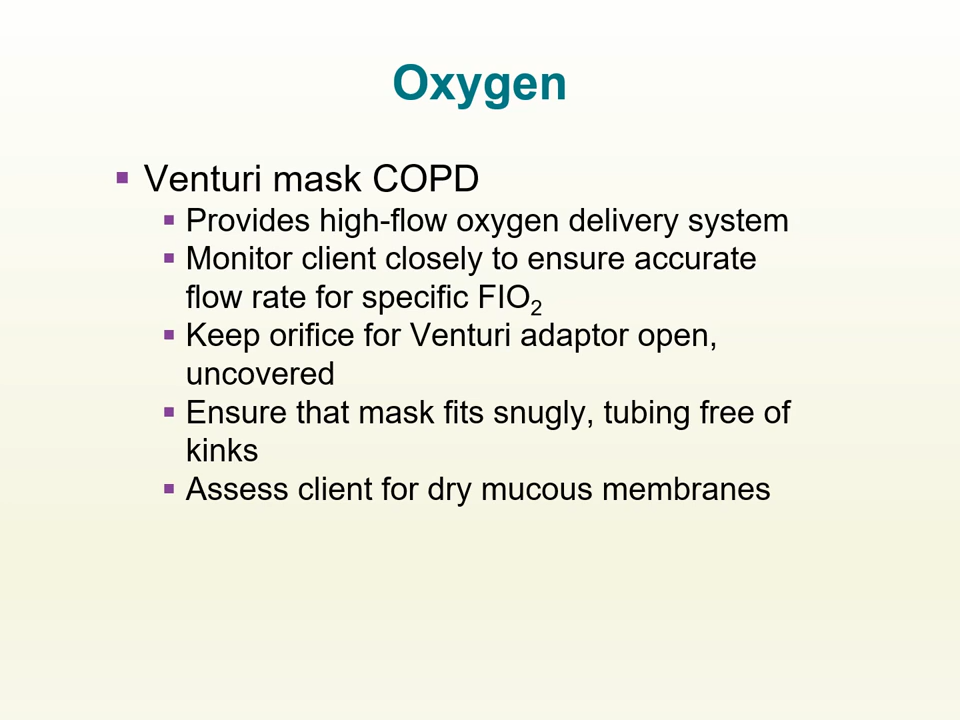 Oxygen
▪ Venturi mask COPD
▪ Provides high-flow oxygen delivery system
▪ Monitor client closely to ensure accurate
flow rate for specific FIO₂
▪ Keep orifice for Venturi adaptor open,
uncovered
▪ Ensure that mask fits snugly, tubing free of
kinks
▪ Assess client for dry mucous membranes